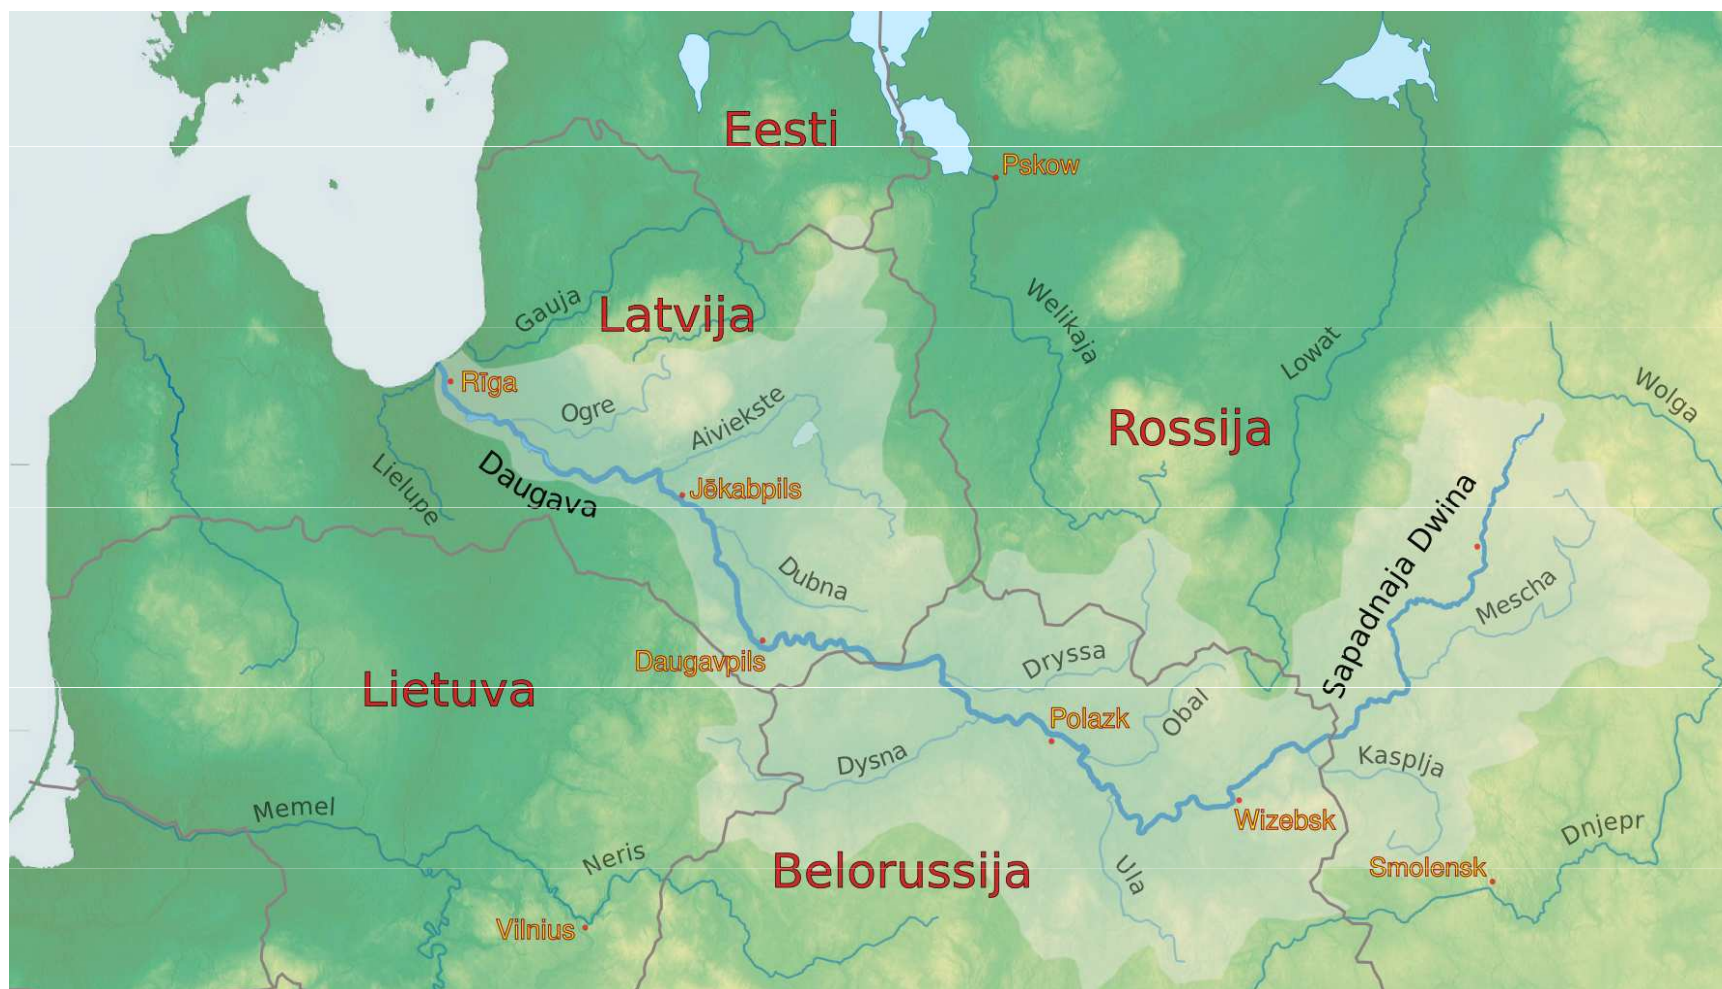 Eesti
Pskow
Gauja
Latvija
Welikaja
Lowat
Wolga
Rīga
Ogre
Aiviekste
Rossija
Lielupe
Daugava
Jēkabpils
Sapadnaja Dwina
Mescha
Dubna
Daugavpils
Dryssa
Lietuva
Polazk
Obal
Dysna
Kasplja
Memel
Wizebsk
Dnjepr
Neris
Belorussija
Ula
Smolensk
Vilnius